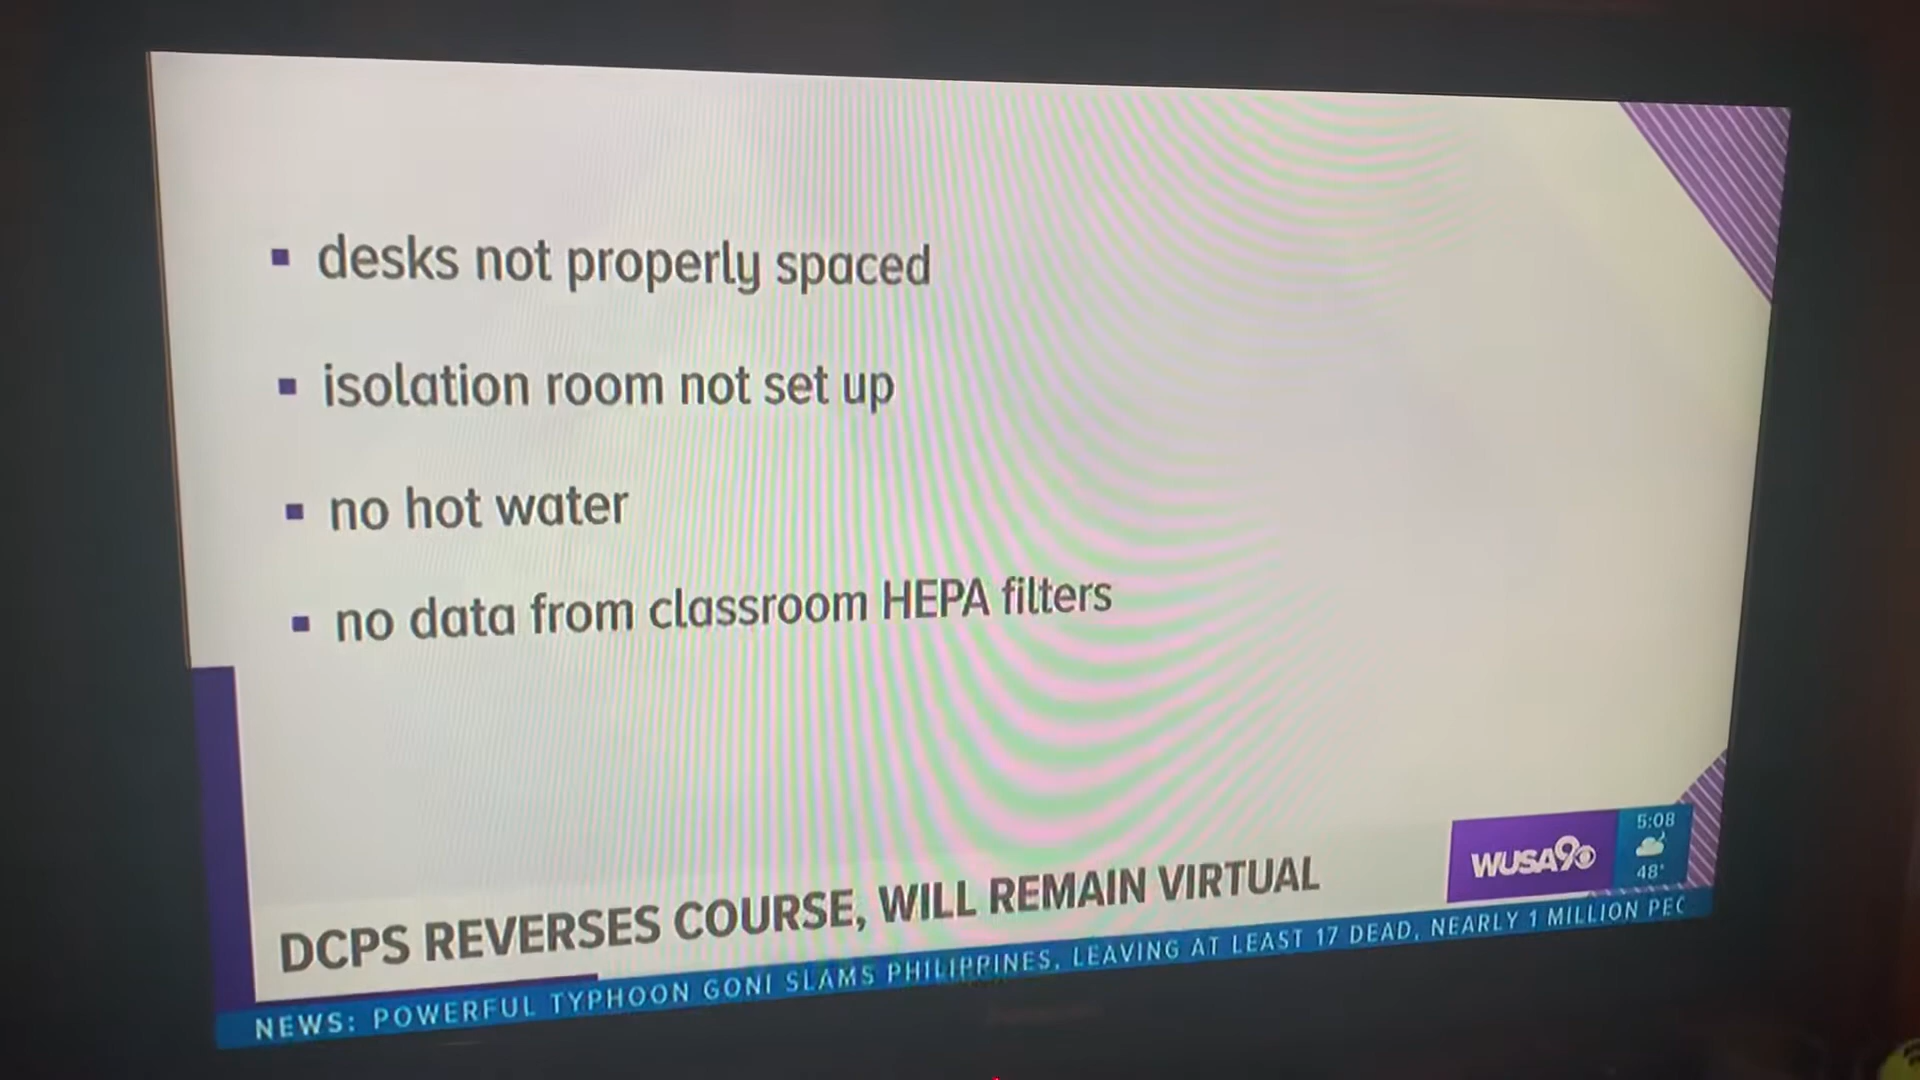 desks not properly spaced
isolation room not set up
no hot water
no data from classroom HEPA filters
DCPS REVERSES COURSE, WILL REMAIN VIRTUAL
WUSA9
5:08
48°
NEWS: POWERFUL TYPHOON GONI SLAMS PHILIPPINES, LEAVING AT LEAST 17 DEAD, NEARLY 1 MILLION PEC